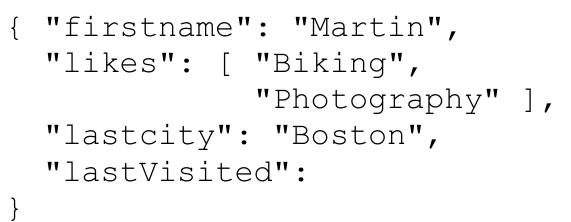 { "firstname": "Martin",
"likes": [ "Biking",
"Photography" ],
"lastcity": "Boston",
"lastVisited":
}